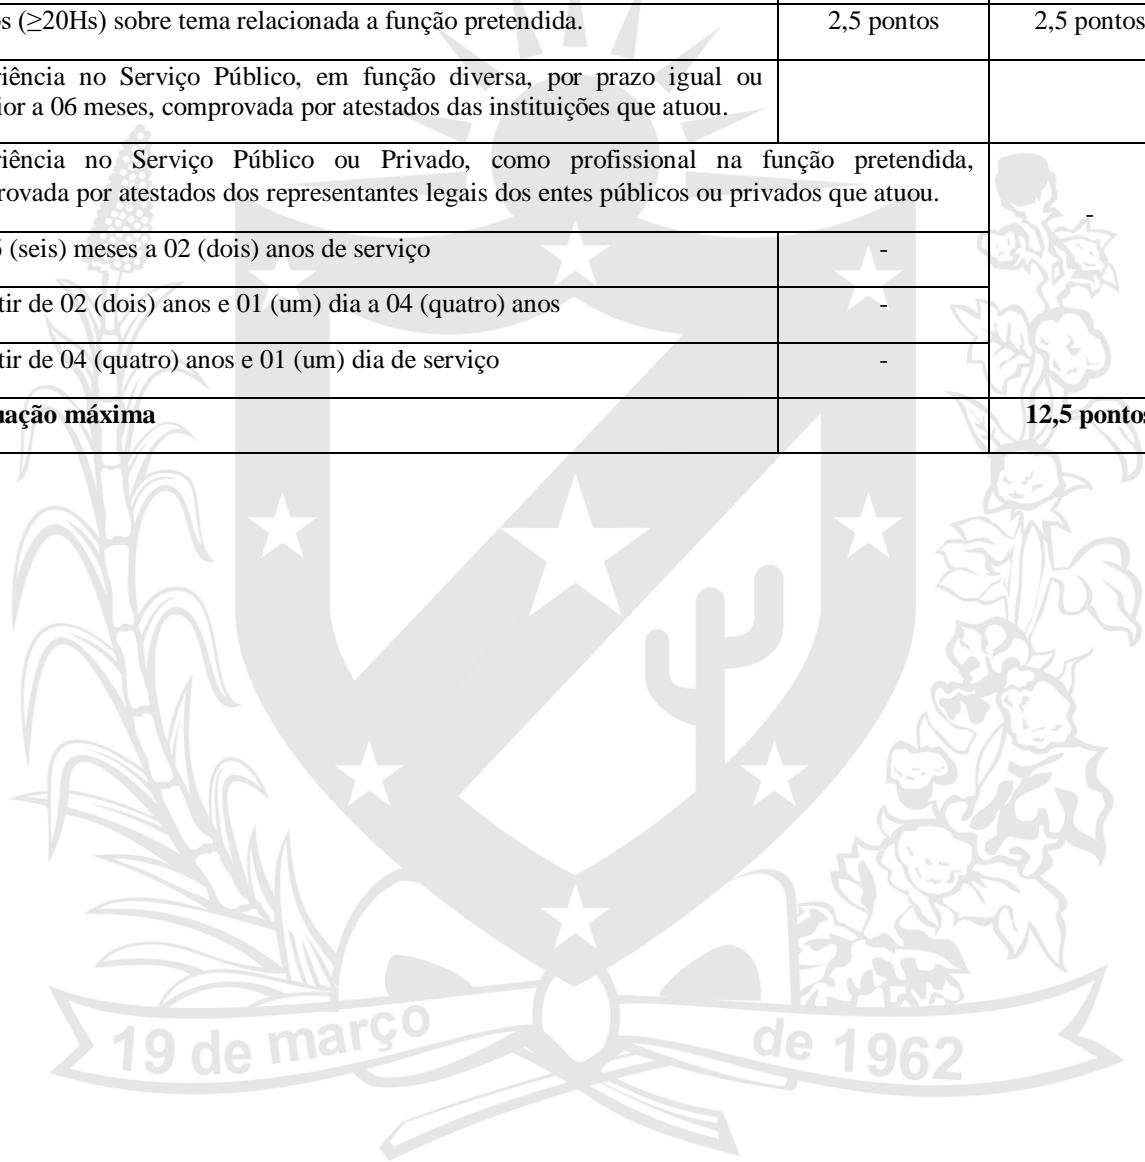 s (≥20Hs) sobre tema relacionada a função pretendida. 2,5 pontos 2,5 pontos
riência no Serviço Público, em função diversa, por prazo igual ou
ior a 06 meses, comprovada por atestados das instituições que atuou.
riência no Serviço Público ou Privado, como profissional na função pretendida,
rovada por atestados dos representantes legais dos entes públicos ou privados que atuou. -
(seis) meses a 02 (dois) anos de serviço -
tir de 02 (dois) anos e 01 (um) dia a 04 (quatro) anos -
tir de 04 (quatro) anos e 01 (um) dia de serviço -
uação máxima 12,5 pontos
19 de março de 1962